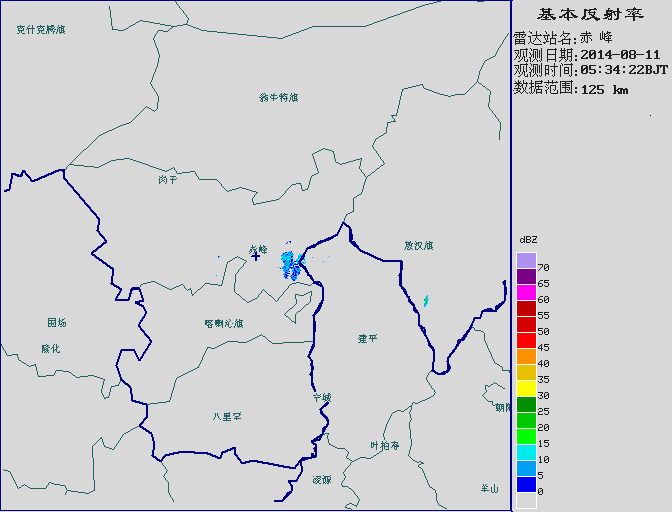 基本反射率
雷达站名:赤 峰
观测日期:2014-08-11
观测时间:05:34:22BJT
数据范围:125 km
克什克腾旗
翁牛特旗
岗子
赤峰
敖汉旗
围场
喀喇沁旗
建平
隆化
宁城
朝阳
八里罕
叶柏寿
凌源
羊山
dBZ
70
65
60
55
50
45
40
35
30
25
20
15
10
5
0